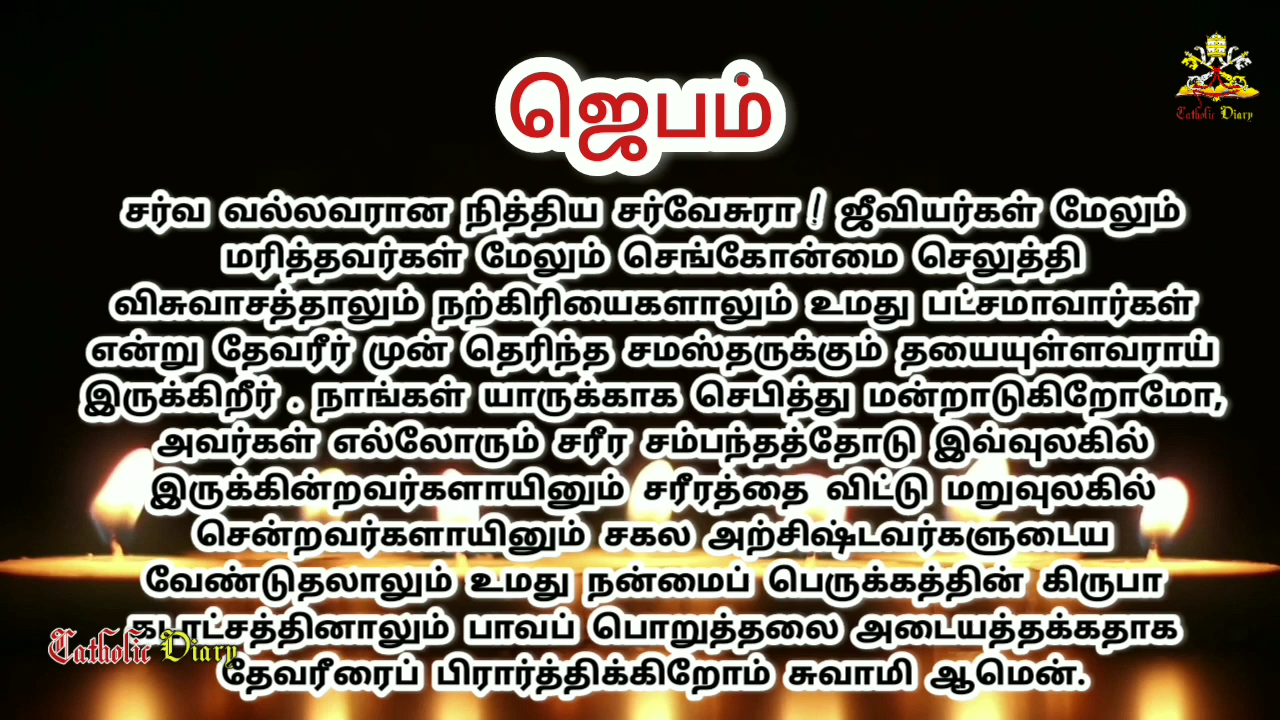 ஜெபம்
Catholic Diary
சர்வ வல்லவரான நித்திய சர்வேசுரா ! ஜீவியர்கள் மேலும்
மரித்தவர்கள் மேலும் செங்கோன்மை செலுத்தி
விசுவாசத்தாலும் நற்கிரியைகளாலும் உமது பட்சமாவார்கள்
என்று தேவரீர் முன் தெரிந்த சமஸ்தருக்கும் தயையுள்ளவராய்
இருக்கிறீர் . நாங்கள் யாருக்காக செபித்து மன்றாடுகிறோமோ,
அவர்கள் எல்லோரும் சரீர சம்பந்தத்தோடு இவ்வுலகில்
இருக்கின்றவர்களாயினும் சரீரத்தை விட்டு மறுவுலகில்
சென்றவர்களாயினும் சகல அற்சிஷ்டவர்களுடைய
வேண்டுதலாலும் உமது நன்மைப் பெருக்கத்தின் கிருபா
பாவப் பொறுத்தலை அடையத்தக்கதாக
Catholic Diary
தேவரீரைப் பிரார்த்திக்கிறோம் சுவாமி ஆமென்.